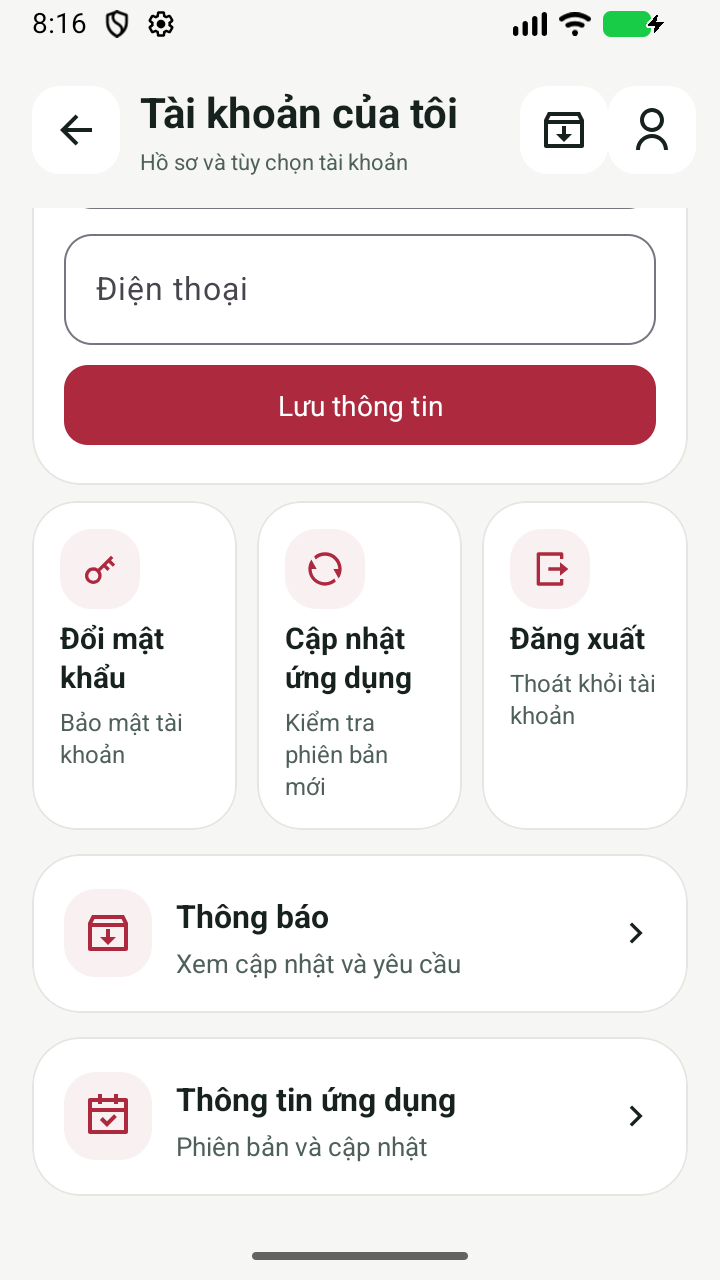 8:16
Tài khoản của tôi
Hồ sơ và tùy chọn tài khoản
Điện thoại
Lưu thông tin
Đổi mật
khẩu
Bảo mật tài
khoản
Cập nhật
ứng dụng
Kiểm tra
phiên bản
mới
Đăng xuất
Thoát khỏi tài
khoản
Thông báo
Xem cập nhật và yêu cầu
Thông tin ứng dụng
Phiên bản và cập nhật